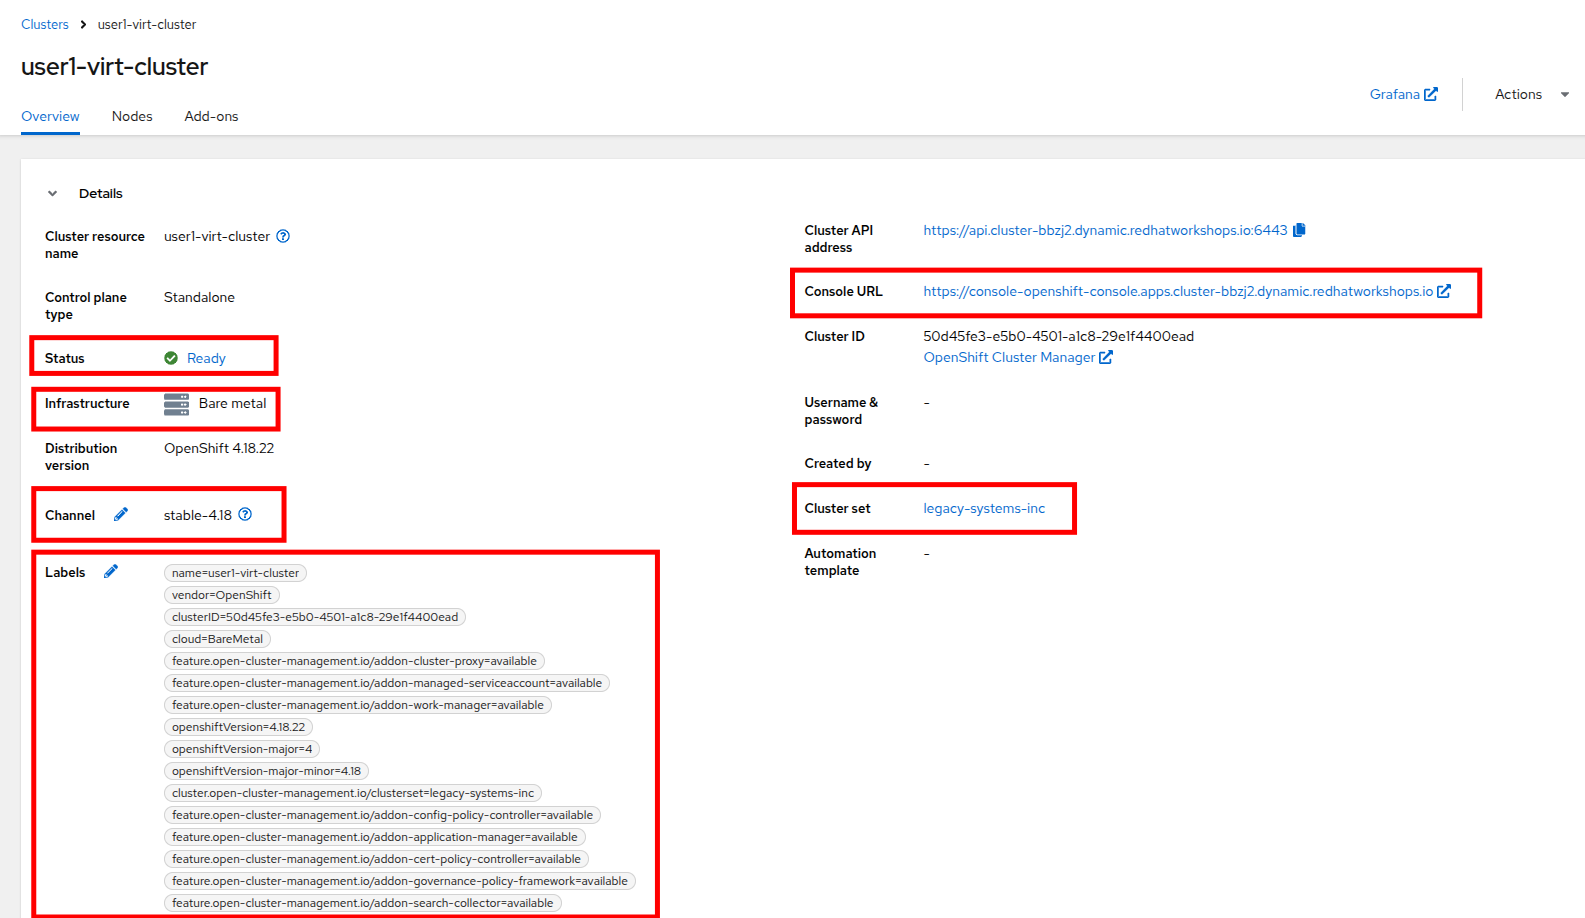 Clusters > user1-virt-cluster
user1-virt-cluster
Grafana
Actions
Overview
Nodes
Add-ons
Details
Cluster resource name
user1-virt-cluster
Control plane type
Standalone
Status
Ready
Infrastructure
Bare metal
Distribution version
OpenShift 4.18.22
Channel
stable-4.18
Labels
name=user1-virt-cluster
vendor=OpenShift
clusterID=50d45fe3-e5b0-4501-a1c8-29e1f4400ead
cloud=BareMetal
feature.open-cluster-management.io/addon-cluster-proxy=available
feature.open-cluster-management.io/addon-managed-serviceaccount=available
feature.open-cluster-management.io/addon-work-manager=available
openshiftVersion=4.18.22
openshiftVersion-major=4
openshiftVersion-major-minor=4.18
cluster.open-cluster-management.io/clusterset=legacy-systems-inc
feature.open-cluster-management.io/addon-config-policy-controller=available
feature.open-cluster-management.io/addon-application-manager=available
feature.open-cluster-management.io/addon-cert-policy-controller=available
feature.open-cluster-management.io/addon-governance-policy-framework=available
feature.open-cluster-management.io/addon-search-collector=available
Cluster API address
https://api.cluster-bbzj2.dynamic.redhatworkshops.io:6443
Console URL
https://console-openshift-console.apps.cluster-bbzj2.dynamic.redhatworkshops.io
Cluster ID
50d45fe3-e5b0-4501-a1c8-29e1f4400ead
OpenShift Cluster Manager
Username & password
-
Created by
-
Cluster set
legacy-systems-inc
Automation template
-